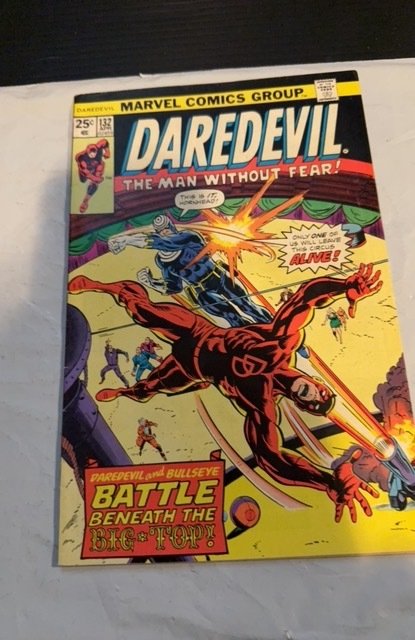 DAREDEVIL
MARVEL COMICS GROUP
25¢
132
APR
DAREDEVIL
THE MAN WITHOUT FEAR!
THIS IS IT,
HORNHEAD!
ONLY ONE OF
US WILL LEAVE
THIS CIRCUS
ALIVE!
DD
DAREDEVIL and BULLSEYE
BATTLE
BENEATH THE
BIG TOP!